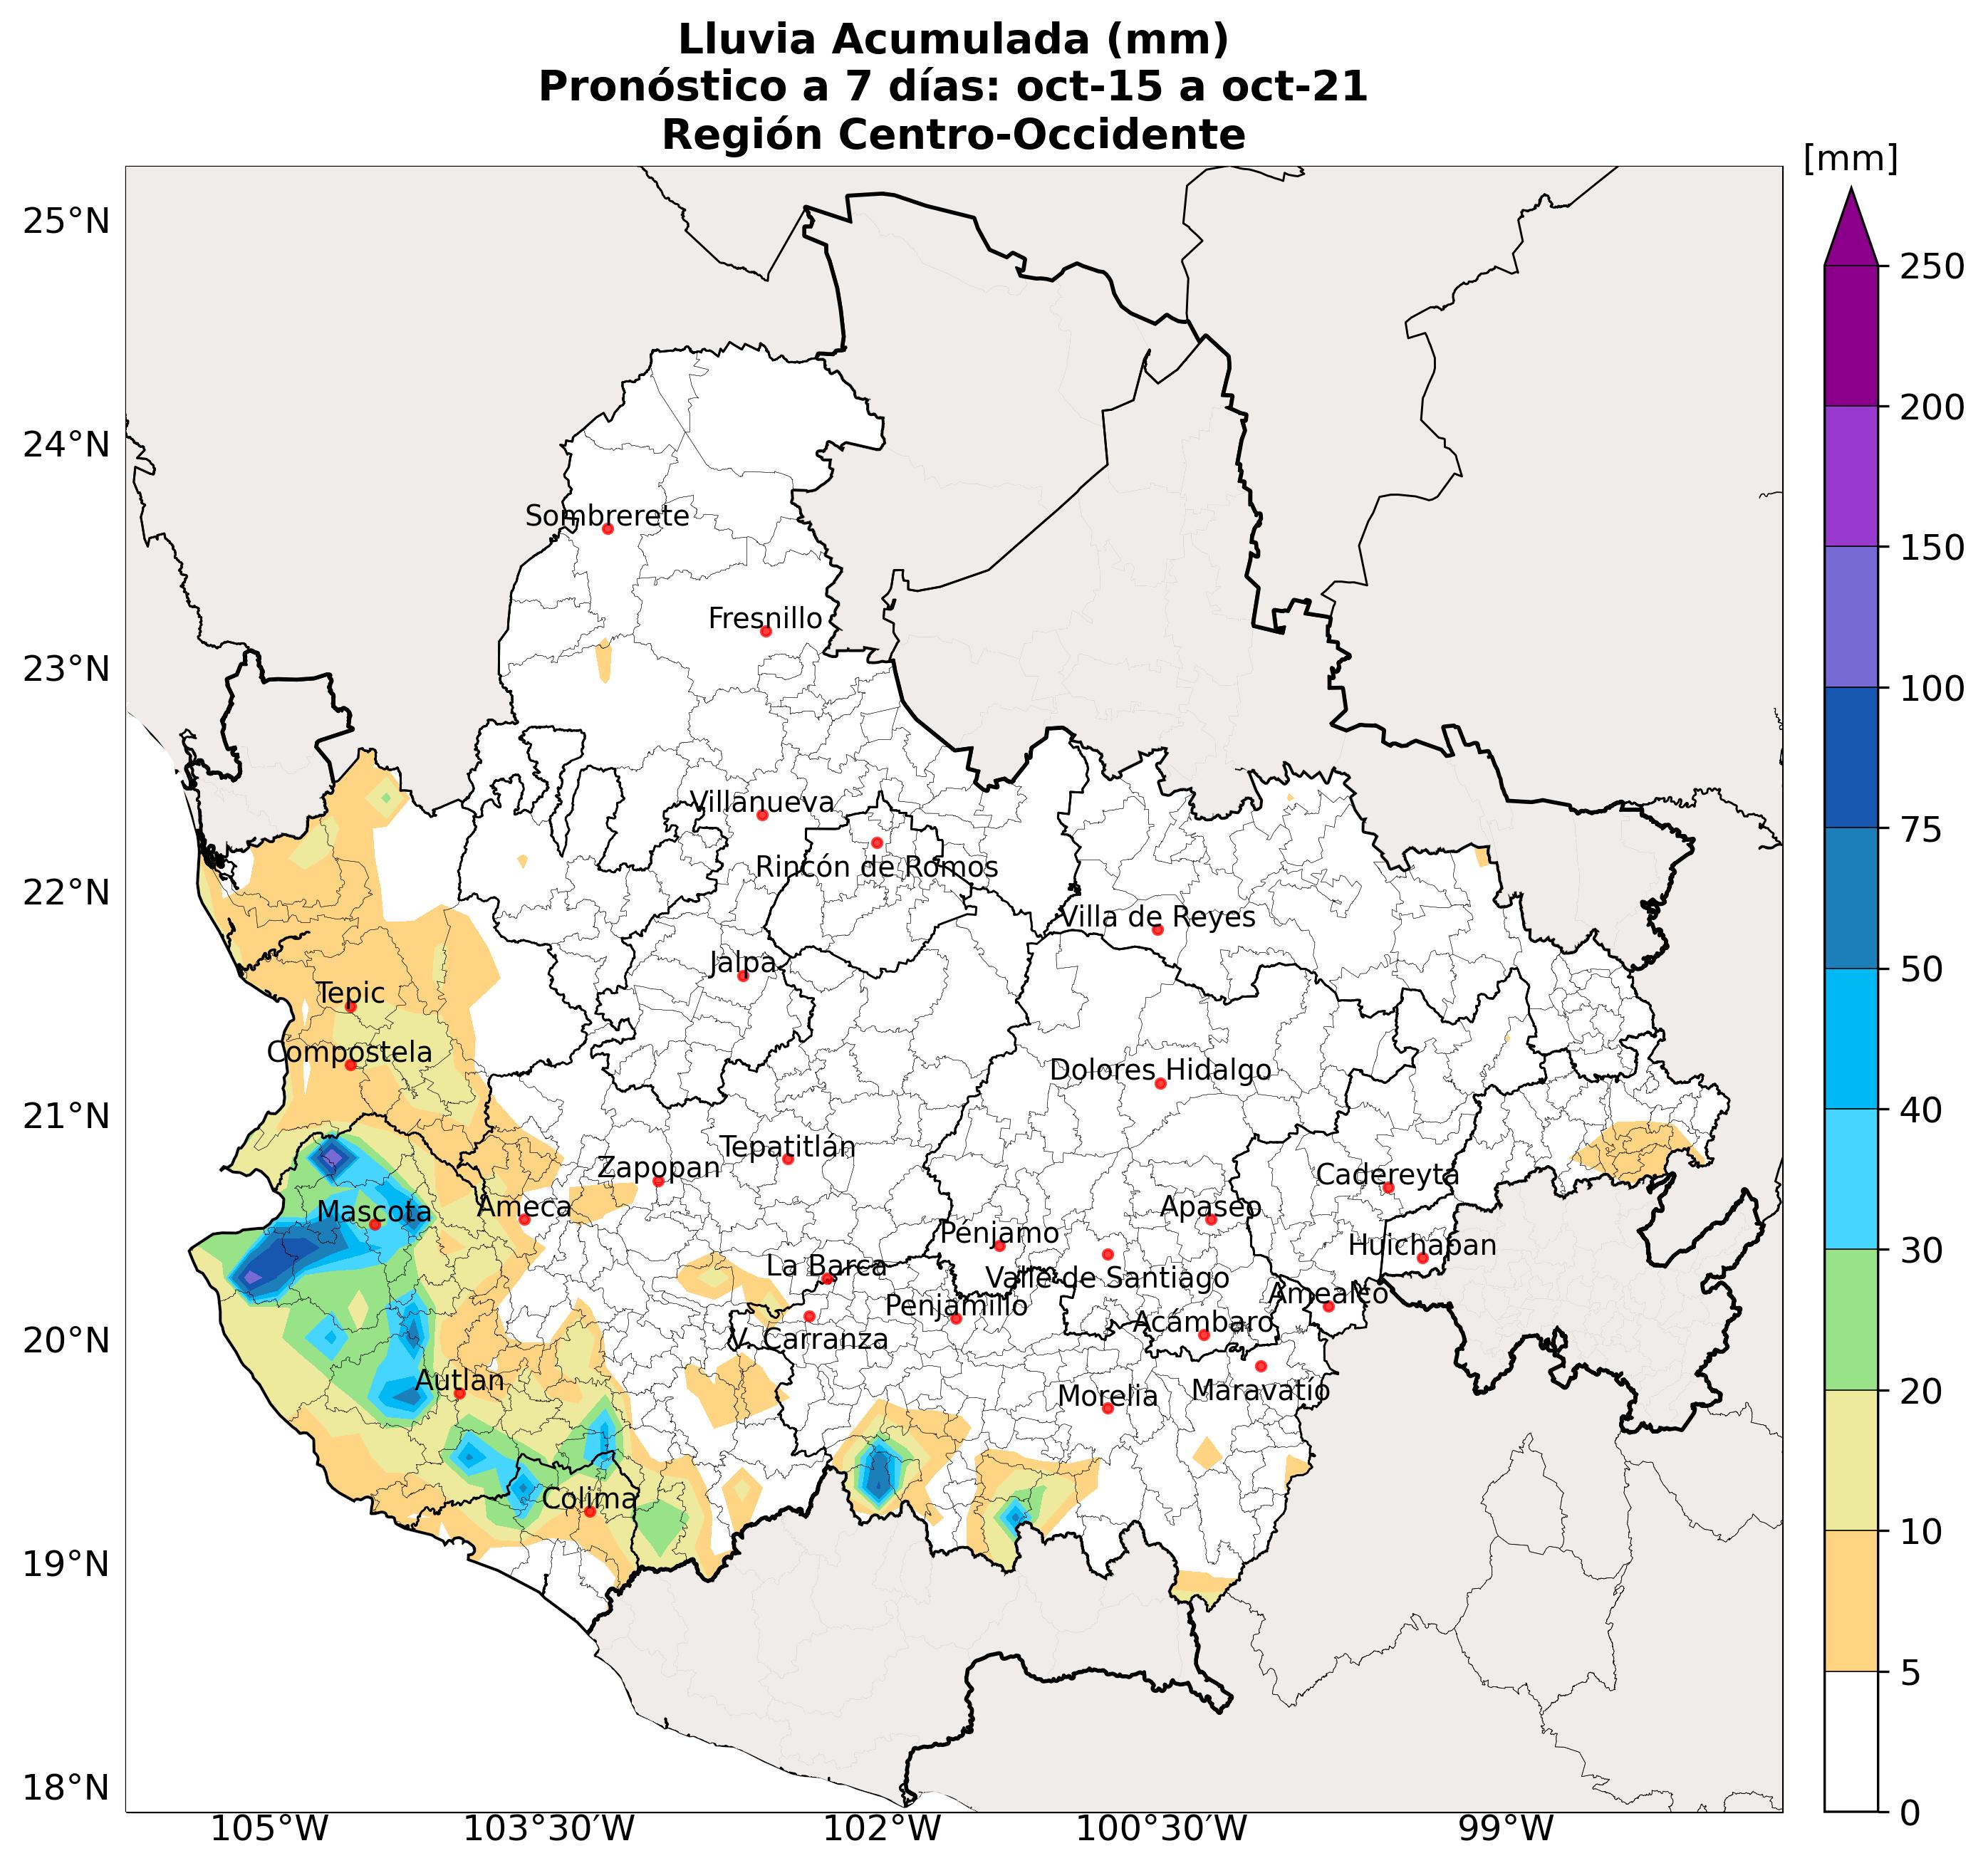 Lluvia Acumulada (mm)
Pronóstico a 7 días: oct-15 a oct-21
Región Centro-Occidente
[mm]
25°N
24°N
23°N
22°N
21°N
20°N
19°N
18°N
250
200
150
100
75
50
40
30
20
10
5
0
Sombrerete
Fresnillo
Villanueva
Rincón de Romos
Villa de Reyes
Jalpa
Tepic
Compostela
Dolores Hidalgo
Tepatitlán
Zapopan
Cadereyta
Mascota
Ameca
Apaseo
Pénjamo
Huichapan
La Barca
Valle de Santiago
Amealco
Penjamillo
Acámbaro
V. Carranza
Autlan
Morelia
Maravatío
Colima
105°W
103°30'W
102°W
100°30'W
99°W